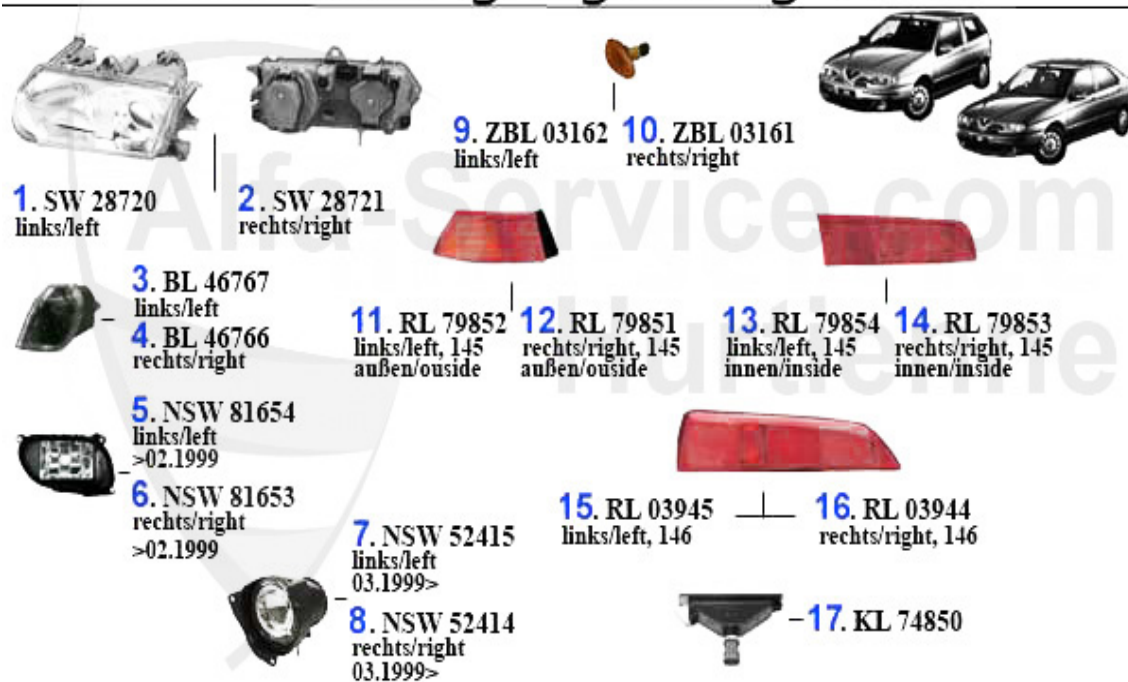 9. ZBL 03162
links/left
10. ZBL 03161
rechts/right
1. SW 28720
links/left
2. SW 28721
rechts/right
Alfa-Service.com
Hurtienne
3. BL 46767
links/left
4. BL 46766
rechts/right
11. RL 79852
links/left, 145
außen/ouside
12. RL 79851
rechts/right, 145
außen/ouside
13. RL 79854
links/left, 145
innen/inside
14. RL 79853
rechts/right, 145
innen/inside
5. NSW 81654
links/left
>02.1999
6. NSW 81653
rechts/right
>02.1999
15. RL 03945
links/left, 146
16. RL 03944
rechts/right, 146
7. NSW 52415
links/left
03.1999>
8. NSW 52414
rechts/right
03.1999>
17. KL 74850